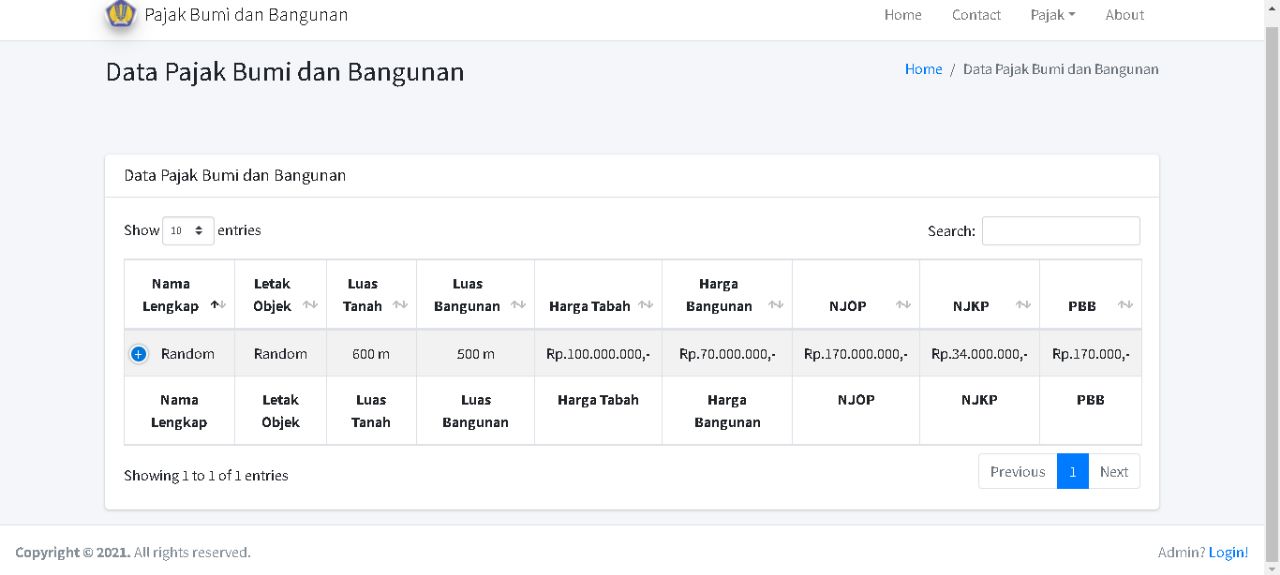 Pajak Bumi dan Bangunan
Home Contact Pajak About
Data Pajak Bumi dan Bangunan
Home / Data Pajak Bumi dan Bangunan
Data Pajak Bumi dan Bangunan
Show 10 entries
Search:
Nama Lengkap Letak Objek Luas Tanah Luas Bangunan Harga Tabah Harga Bangunan NJOP NJKP PBB
Random Random 600 m 500 m Rp.100.000.000,- Rp.70.000.000,- Rp.170.000.000,- Rp.34.000.000,- Rp.170.000,-
Nama Lengkap Letak Objek Luas Tanah Luas Bangunan Harga Tabah Harga Bangunan NJOP NJKP PBB
Showing 1 to 1 of 1 entries
Previous 1 Next
Copyright © 2021. All rights reserved.
Admin? Login!